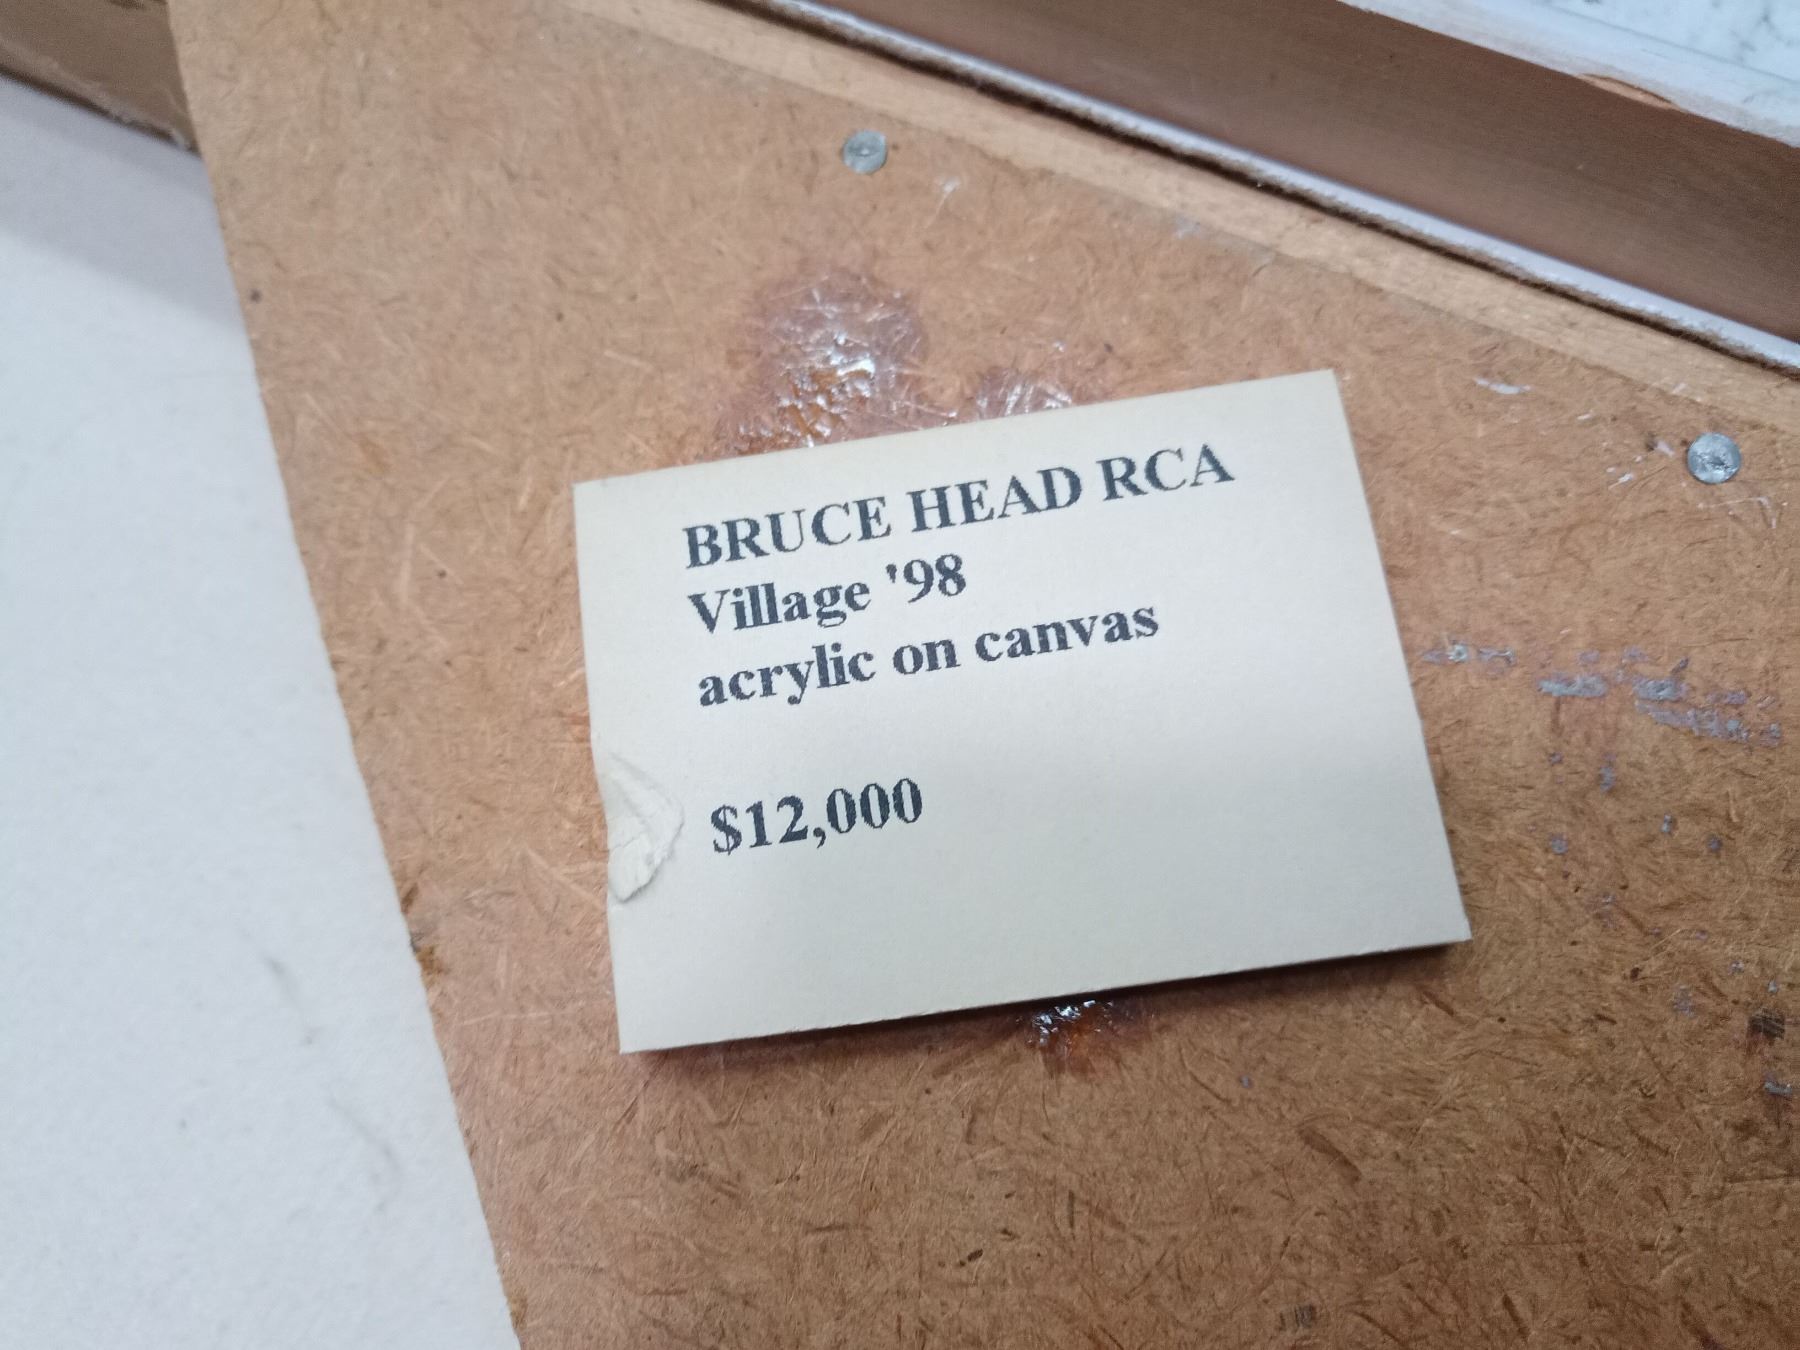 BRUCE HEAD RCA
Village '98
acrylic on canvas
$12,000